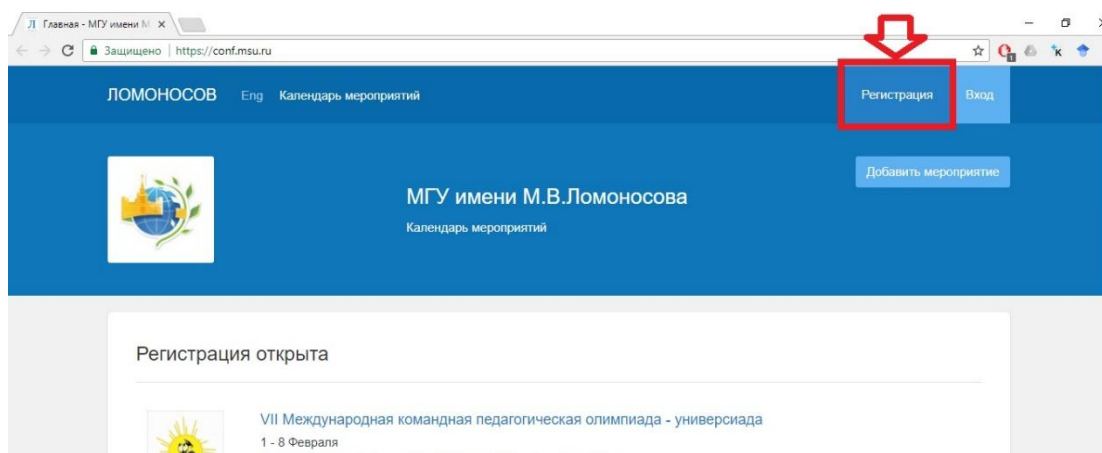 Главная - МГУ имени М
Защищено | https://conf.msu.ru
ЛОМОНОСОВ Eng Календарь мероприятий Регистрация Вход
Добавить мероприятие
МГУ имени М.В.Ломоносова
Календарь мероприятий
Регистрация открыта
VII Международная командная педагогическая олимпиада - универсиада
1 - 8 Февраля